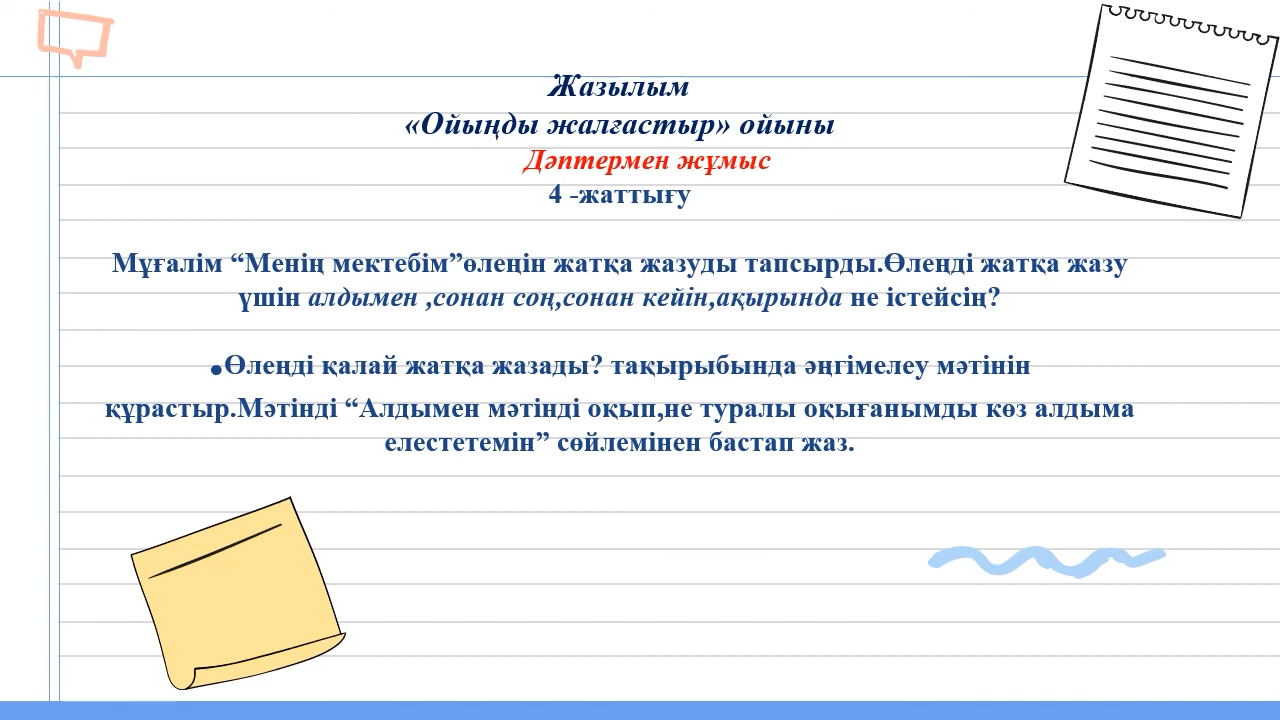 Жазылым
«Ойыңды жалғастыр» ойыны
Дәптермен жұмыс
4 -жаттығу
Мұғалім “Менің мектебім”өлеңін жатқа жазуды тапсырды.Өлеңді жатқа жазу
үшін алдымен ,сонан соң,сонан кейін,ақырында не істейсің?
•Өлеңді қалай жатқа жазады? тақырыбында әңгімелеу мәтінін
құрастыр.Мәтінді “Алдымен мәтінді оқып,не туралы оқығанымды көз алдыма
елестетемін” сөйлемінен бастап жаз.